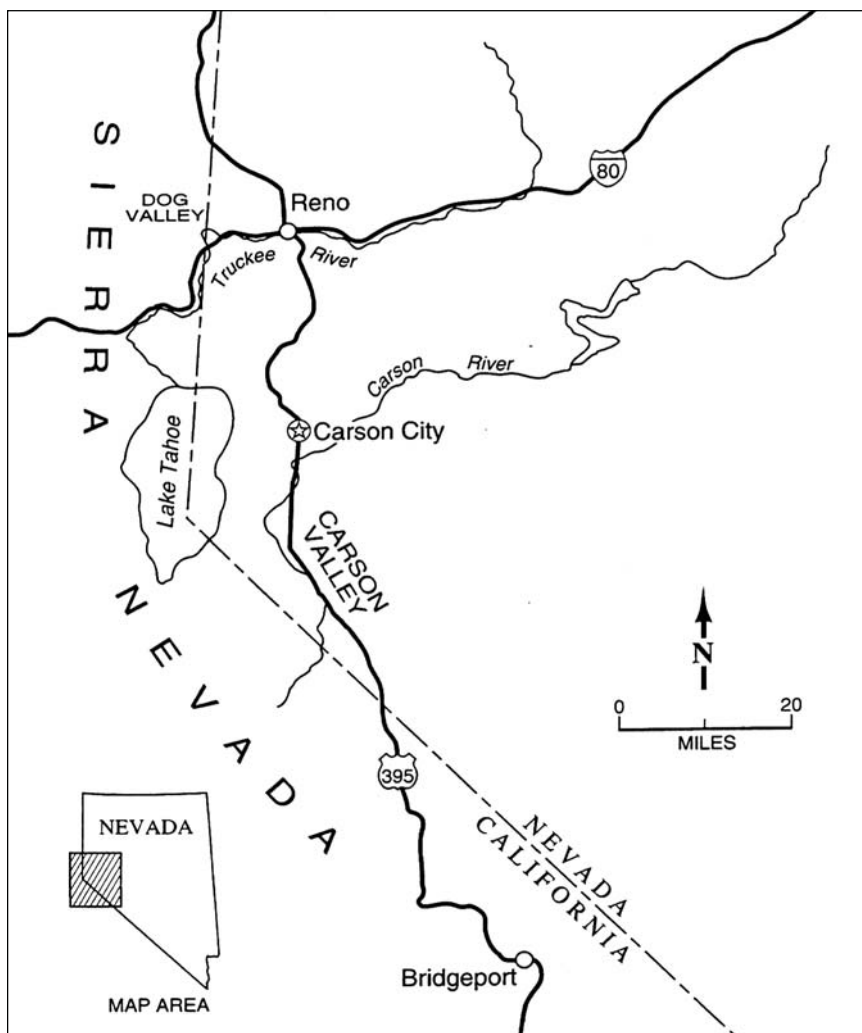 SIERRA
DOG
VALLEY
Reno
80
Truckee
River
Carson
River
Lake Tahoe
Carson City
CARSON
VALLEY
NEVADA
N
0 20
MILES
395
NEVADA
CALIFORNIA
NEVADA
Bridgeport
MAP AREA